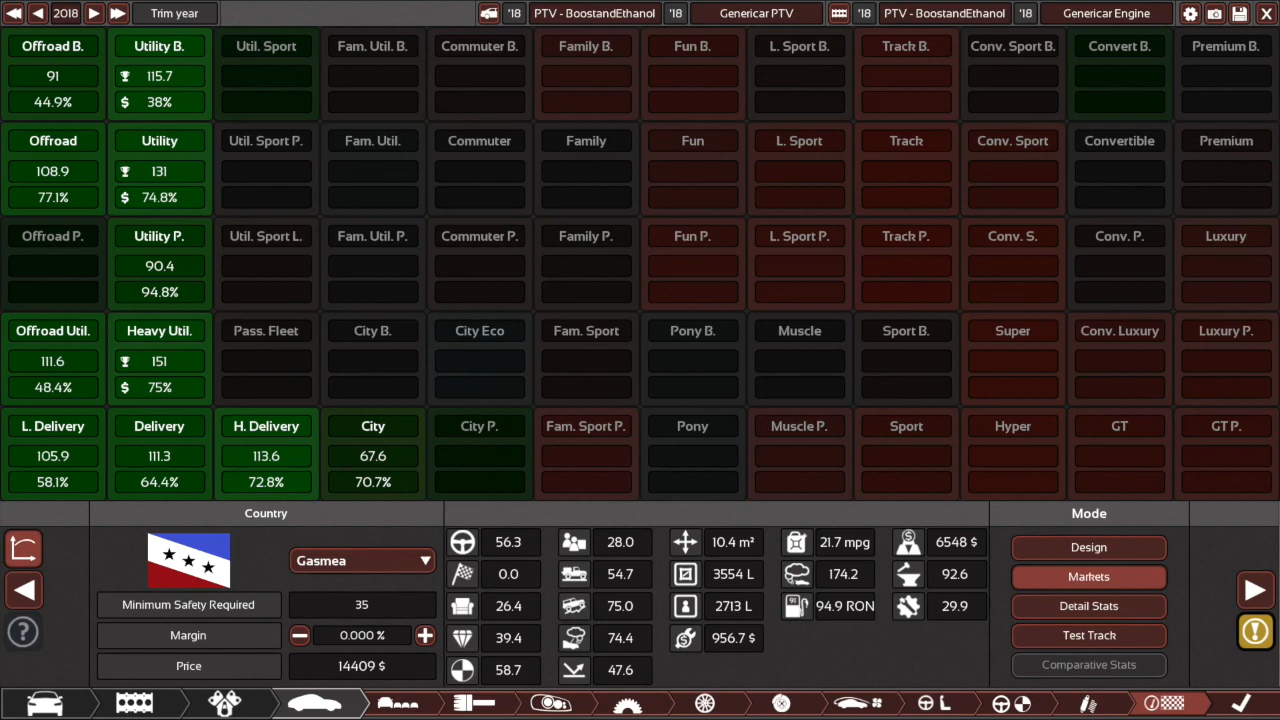 2018 Trim year '18 PTV - BoostandEthanol '18 Genericar PTV '18 PTV - BoostandEthanol '18 Genericar Engine
Offroad B. Utility B. Util. Sport Fam. Util. B. Commuter B. Family B. Fun B. L. Sport B. Track B. Conv. Sport B. Convert B. Premium B.
91 115.7
44.9% $ 38%
Offroad Utility Util. Sport P. Fam. Util. Commuter Family Fun L. Sport Track Conv. Sport Convertible Premium
108.9 131
77.1% $ 74.8%
Offroad P. Utility P. Util. Sport L. Fam. Util. P. Commuter P. Family P. Fun P. L. Sport P. Track P. Conv. S. Conv. P. Luxury
90.4
94.8%
Offroad Util. Heavy Util. Pass. Fleet City B. City Eco Fam. Sport Pony B. Muscle Sport B. Super Conv. Luxury Luxury P.
111.6 151
48.4% $ 75%
L. Delivery Delivery H. Delivery City City P. Fam. Sport P. Pony Muscle P. Sport Hyper GT GT P.
105.9 111.3 113.6 67.6
58.1% 64.4% 72.8% 70.7%
Country Mode
56.3 28.0 10.4 m² 21.7 mpg 6548 $ Design
Gasmea 0.0 54.7 3554 L 174.2 92.6 Markets
Minimum Safety Required 35 26.4 75.0 2713 L 91 94.9 RON 29.9 Detail Stats
Margin 0.000 % 39.4 74.4 956.7 $ Test Track
Price 14409 $ 58.7 47.6 Comparative Stats